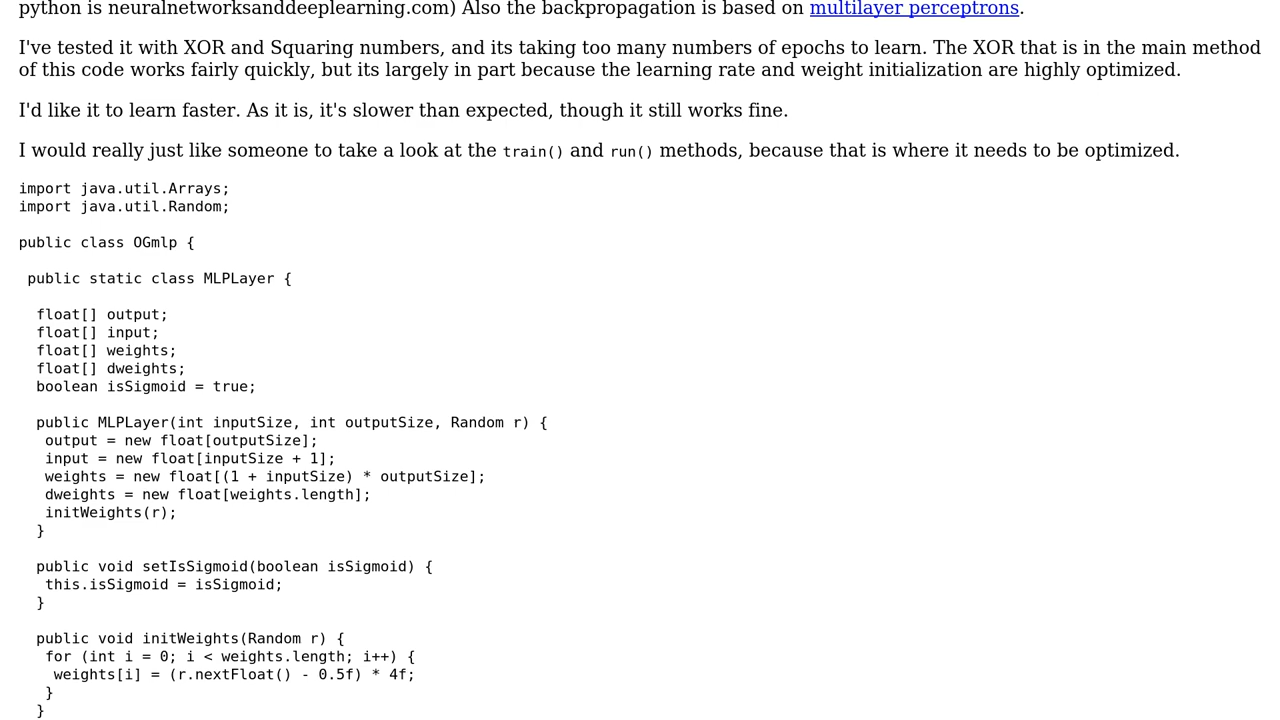 python is neuralnetworksanddeeplearning.com) Also the backpropagation is based on multilayer perceptrons.
I've tested it with XOR and Squaring numbers, and its taking too many numbers of epochs to learn. The XOR that is in the main method
of this code works fairly quickly, but its largely in part because the learning rate and weight initialization are highly optimized.
I'd like it to learn faster. As it is, it's slower than expected, though it still works fine.
I would really just like someone to take a look at the train() and run() methods, because that is where it needs to be optimized.
import java.util.Arrays;
import java.util.Random;
public class OGmlp {
public static class MLPLayer {
float[] output;
float[] input;
float[] weights;
float[] dweights;
boolean isSigmoid = true;
public MLPLayer(int inputSize, int outputSize, Random r) {
output = new float[outputSize];
input = new float[inputSize + 1];
weights = new float[(1 + inputSize) * outputSize];
dweights = new float[weights.length];
initWeights(r);
}
public void setIsSigmoid(boolean isSigmoid) {
this.isSigmoid = isSigmoid;
}
public void initWeights(Random r) {
for (int i = 0; i < weights.length; i++) {
weights[i] = (r.nextFloat() - 0.5f) * 4f;
}
}